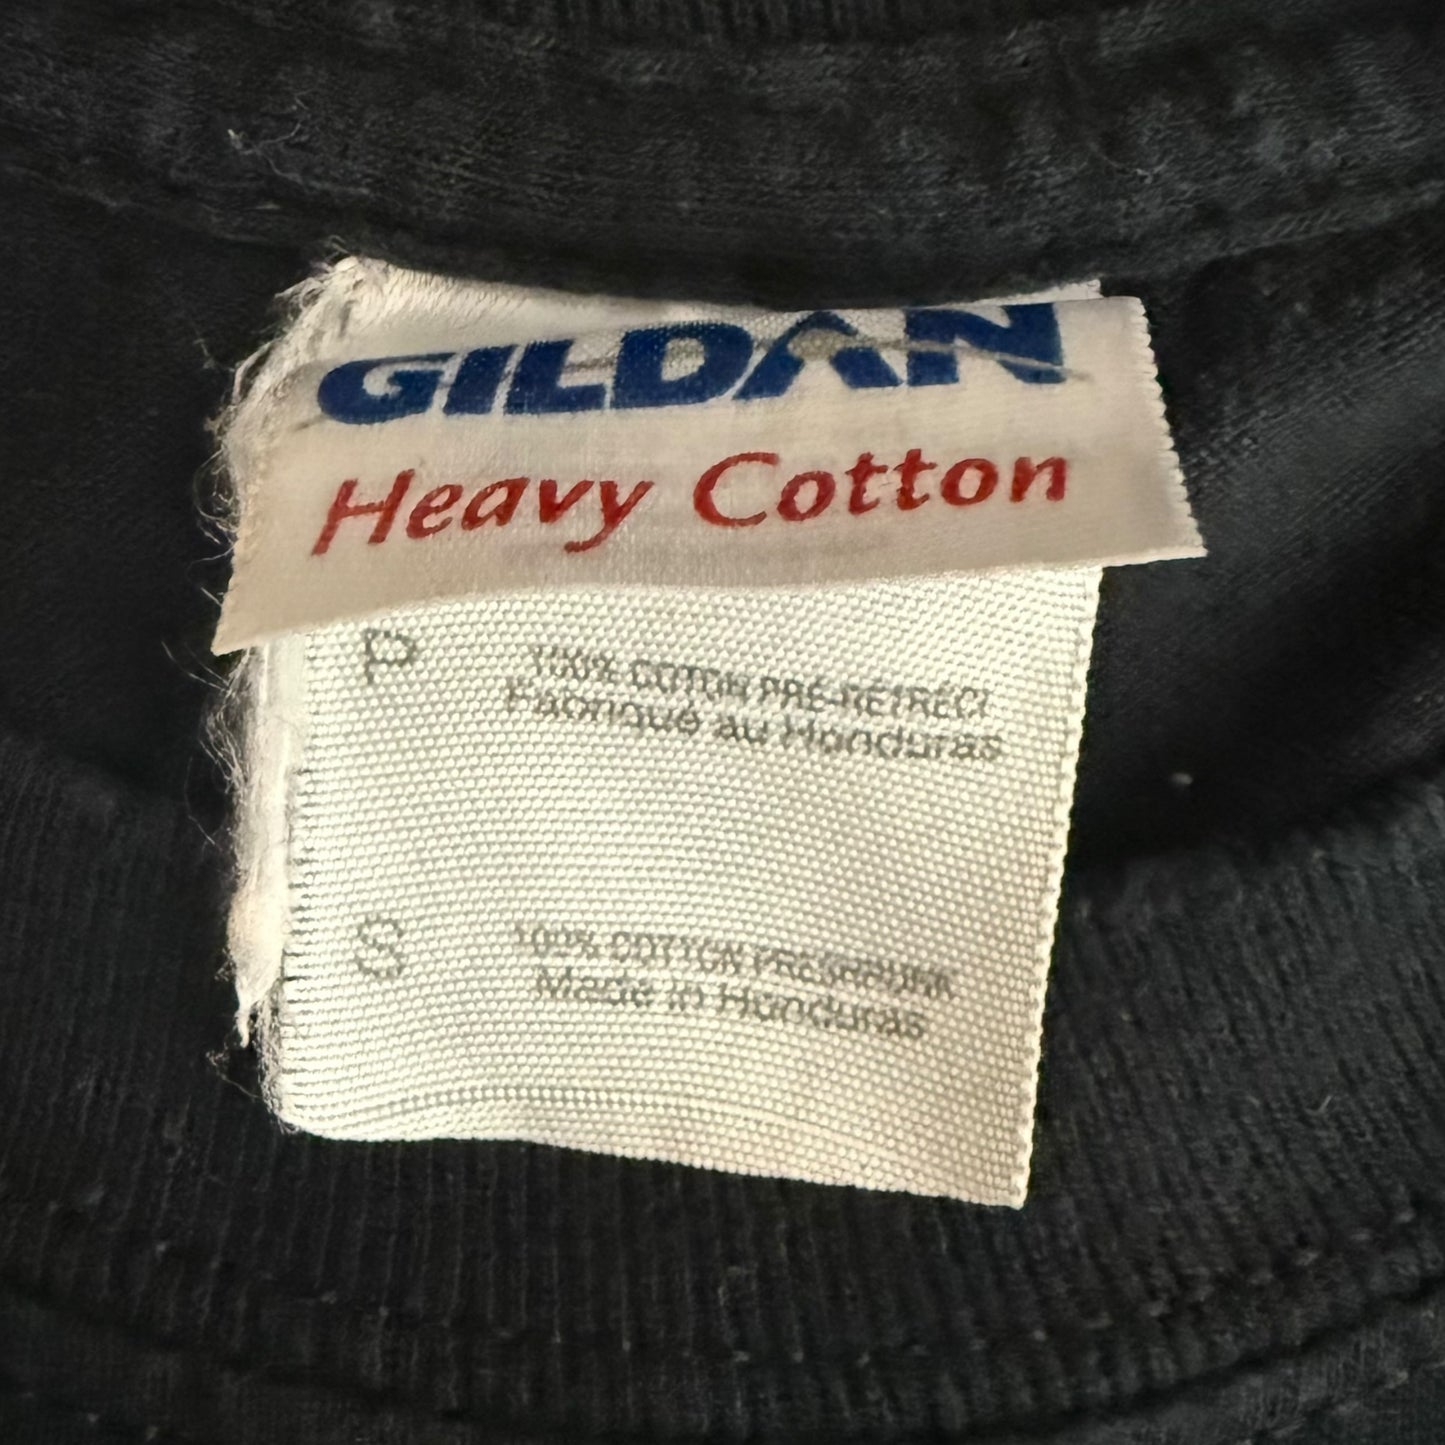 GILDAN
Heavy Cotton
P
100% COTON PRÉ-RÉTRÉCI
Fabriqué au Honduras
S
100% COTTON PRESHRUNK
Made in Honduras